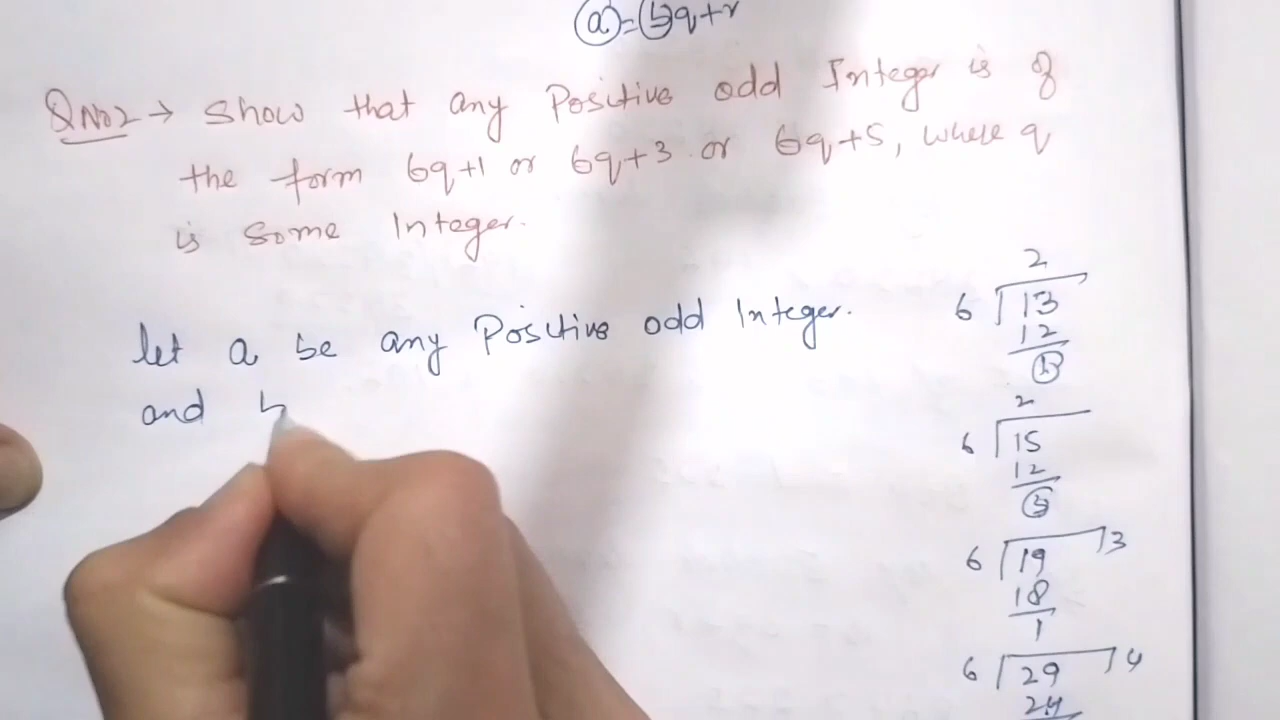 a = bq+r
QNo2 → Show that any Positive odd Integer is of
the form 6q+1 or 6q+3 or 6q+5, where q
is some Integer.
let a be any Positive odd Integer.
and b
2
6 13
12
1
2
6 15
12
3
6 19 3
18
1
6 29 4
24